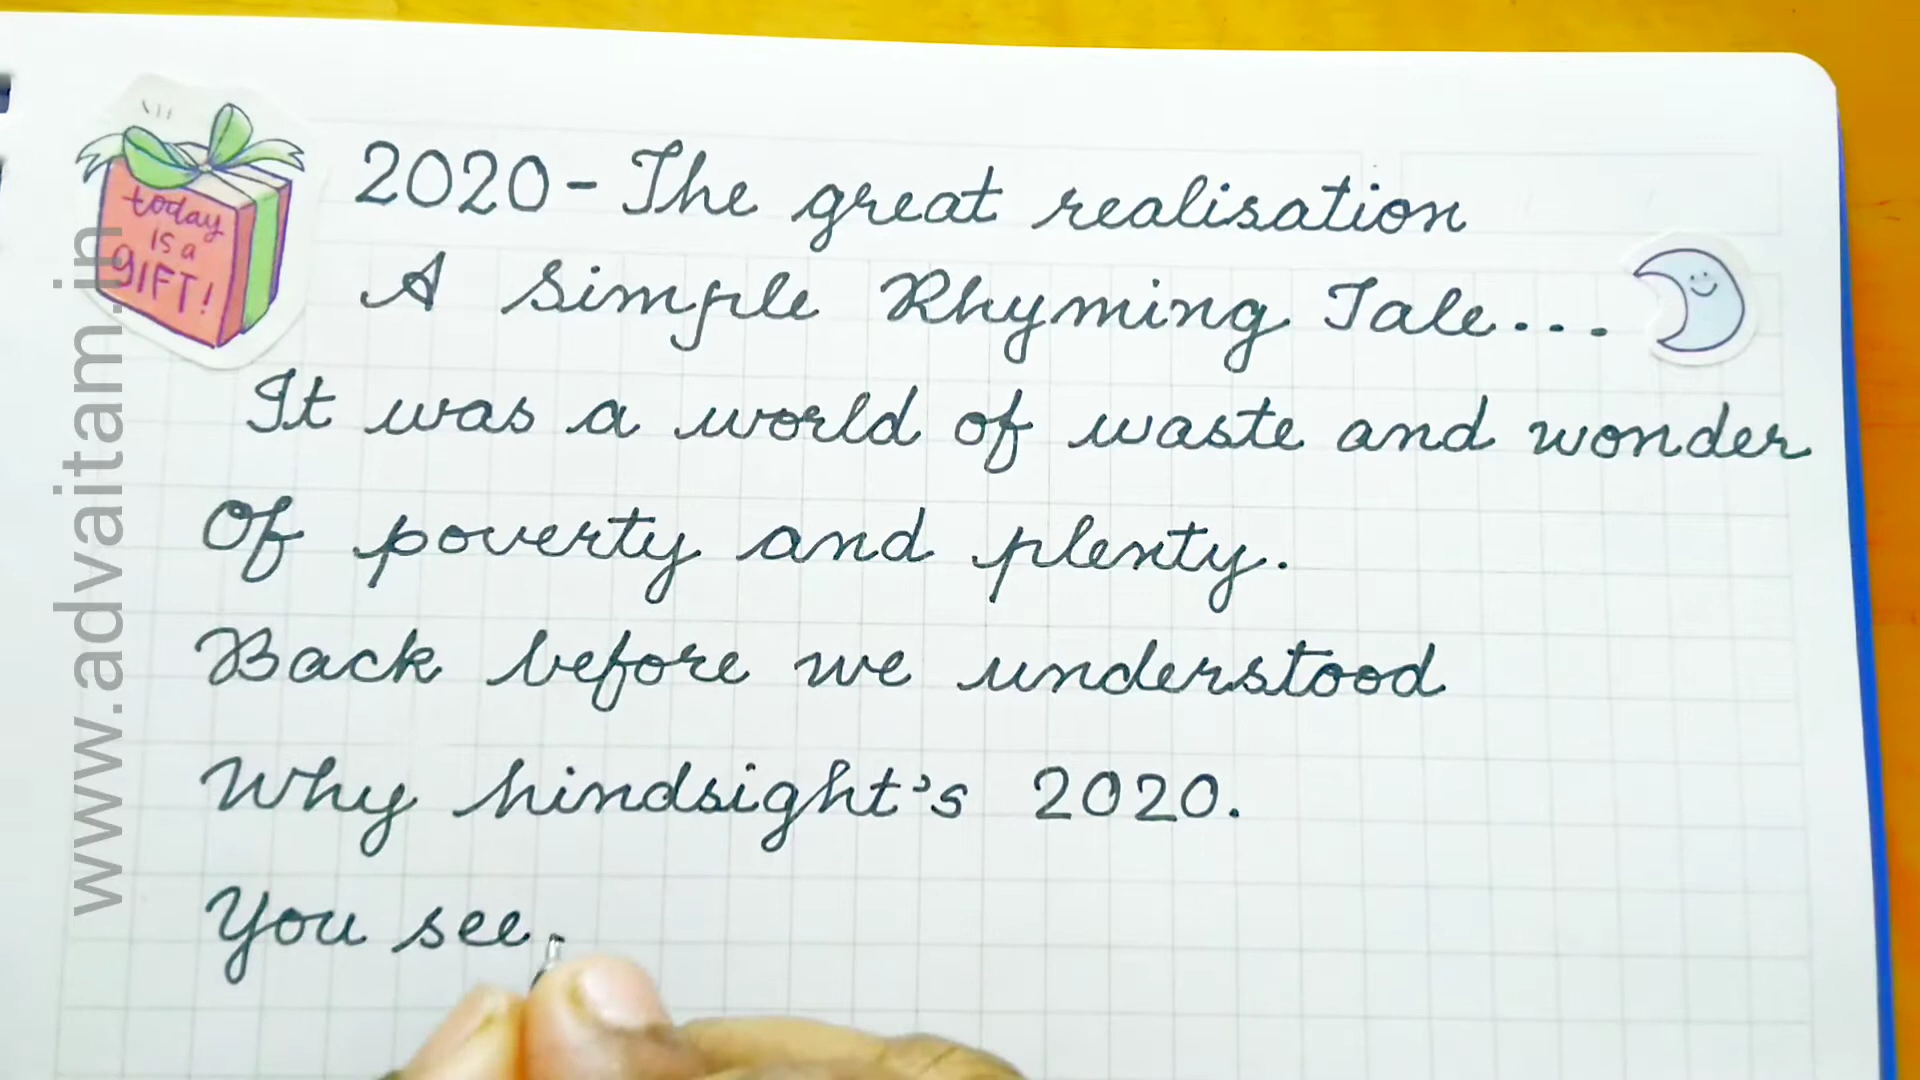 today
is a
GIFT!
2020-The great realisation
A Simple Rhyming Tale...
It was a world of waste and wonder
Of poverty and plenty.
Back before we understood
Why hindsight's 2020.
You see,
www.advaitam.in